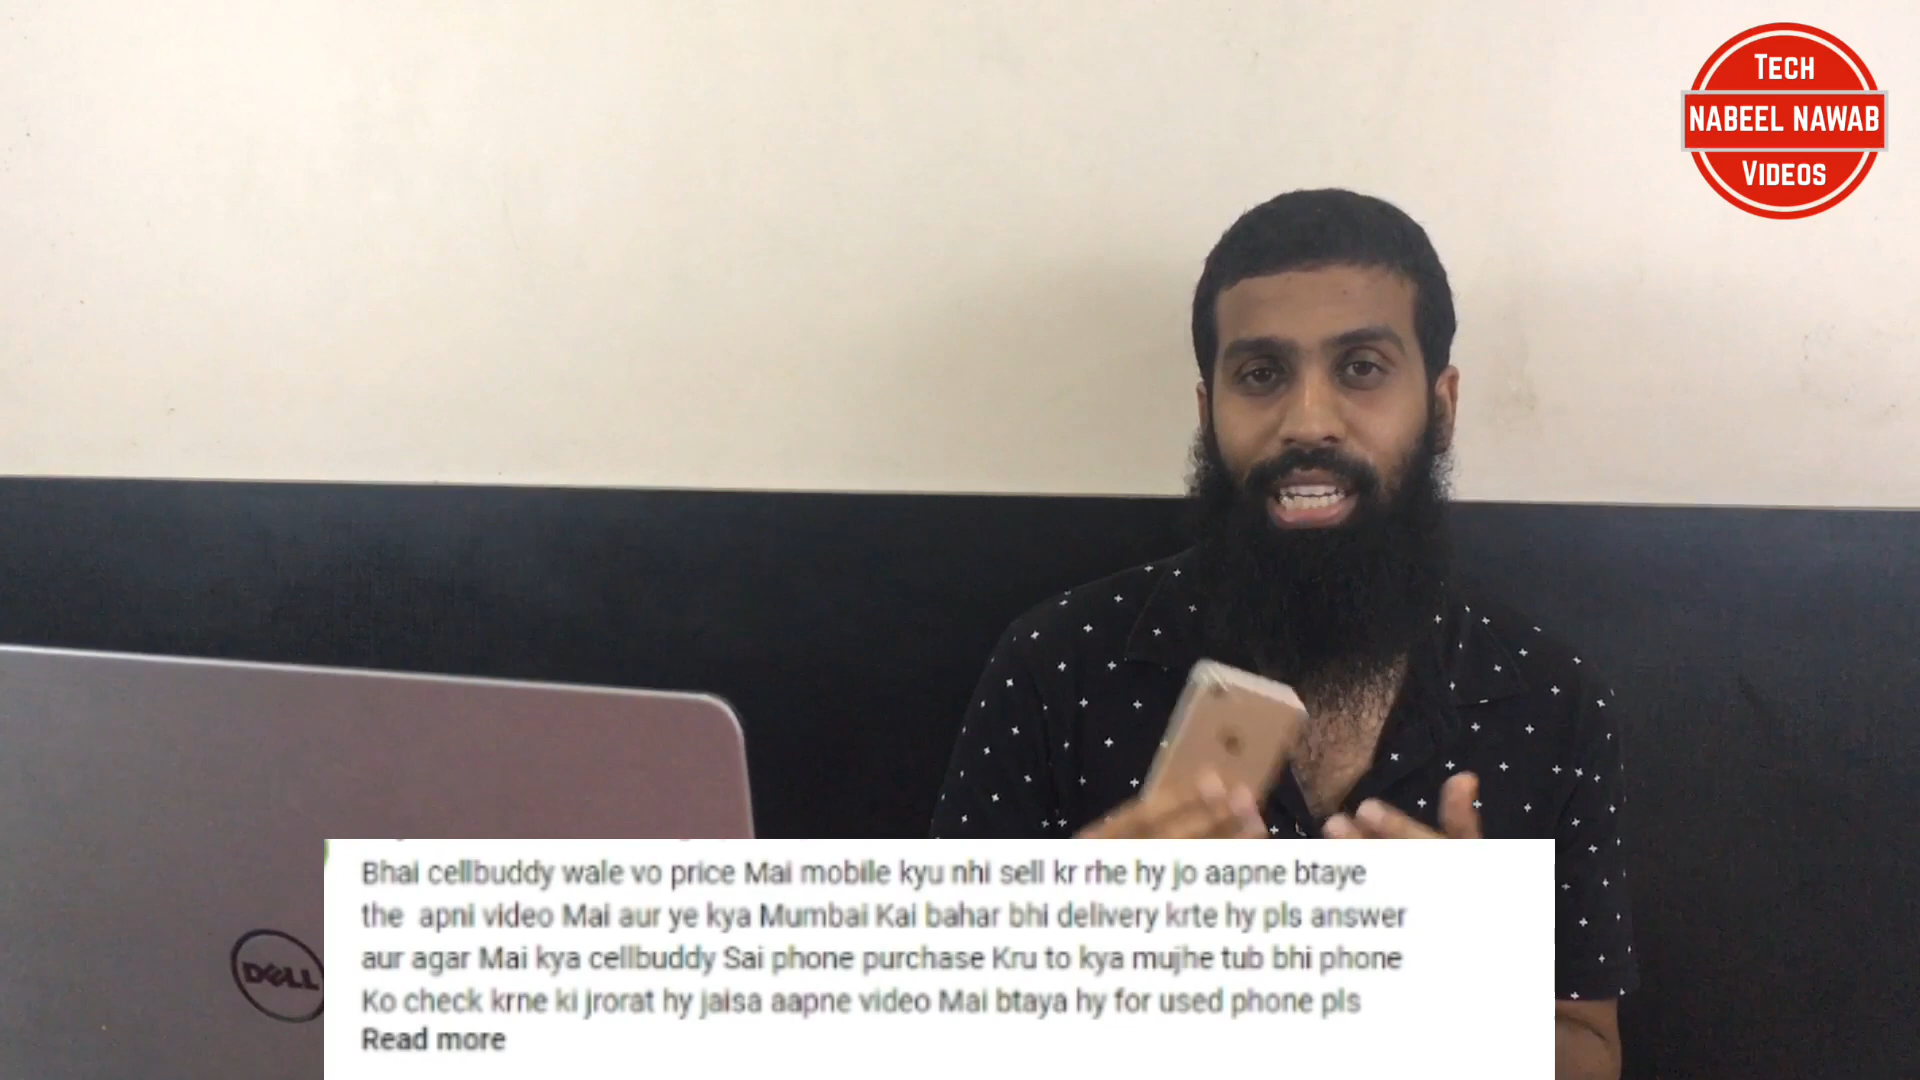 TECH
NABEEL NAWAB
VIDEOS
Bhai cellbuddy wale vo price Mai mobile kyu nhi sell kr rhe hy jo aapne btaye
the apni video Mai aur ye kya Mumbai Kai bahar bhi delivery krte hy pls answer
aur agar Mai kya cellbuddy Sai phone purchase Kru to kya mujhe tub bhi phone
Ko check krne ki jrorat hy jaisa aapne video Mai btaya hy for used phone pls
Read more
DELL